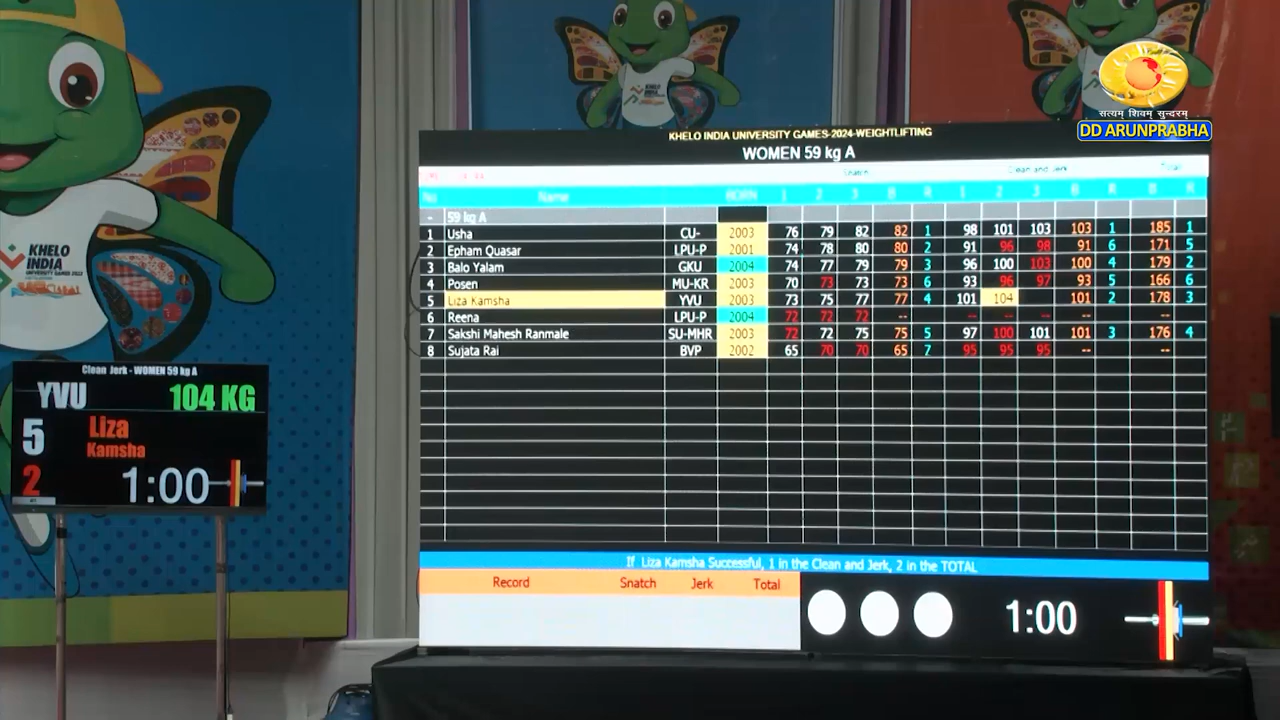 सत्यम् शिवम् सुन्दरम्
DD ARUNPRABHA
KHELO INDIA
KHELO INDIA UNIVERSITY GAMES-2024-WEIGHTLIFTING
WOMEN 59 kg A
Snatch Clean and Jerk Total
No Name BORN 1 2 3 B R 1 2 3 B R B R
- 59 kg A
1 Usha CU- 2003 76 79 82 82 1 98 101 103 103 1 185 1
2 Epham Quasar LPU-P 2001 74 78 80 80 2 91 96 98 91 6 171 5
3 Balo Yalam GKU 2004 74 77 79 79 3 96 100 103 100 4 179 2
4 Posen MU-KR 2003 70 73 73 73 6 93 96 97 93 5 166 6
5 Liza Kamsha YVU 2003 73 75 77 77 4 101 104 101 2 178 3
6 Reena LPU-P 2004 72 72 72 -- -- -- -- -- --
7 Sakshi Mahesh Ranmale SU-MHR 2003 72 72 75 75 5 97 100 101 101 3 176 4
8 Sujata Rai BVP 2002 65 70 70 65 7 95 95 95 -- --
If Liza Kamsha Successful, 1 in the Clean and Jerk, 2 in the TOTAL
Record Snatch Jerk Total
1:00
Clean Jerk - WOMEN 59 kg A
YVU 104 KG
5 Liza
Kamsha
2 1:00